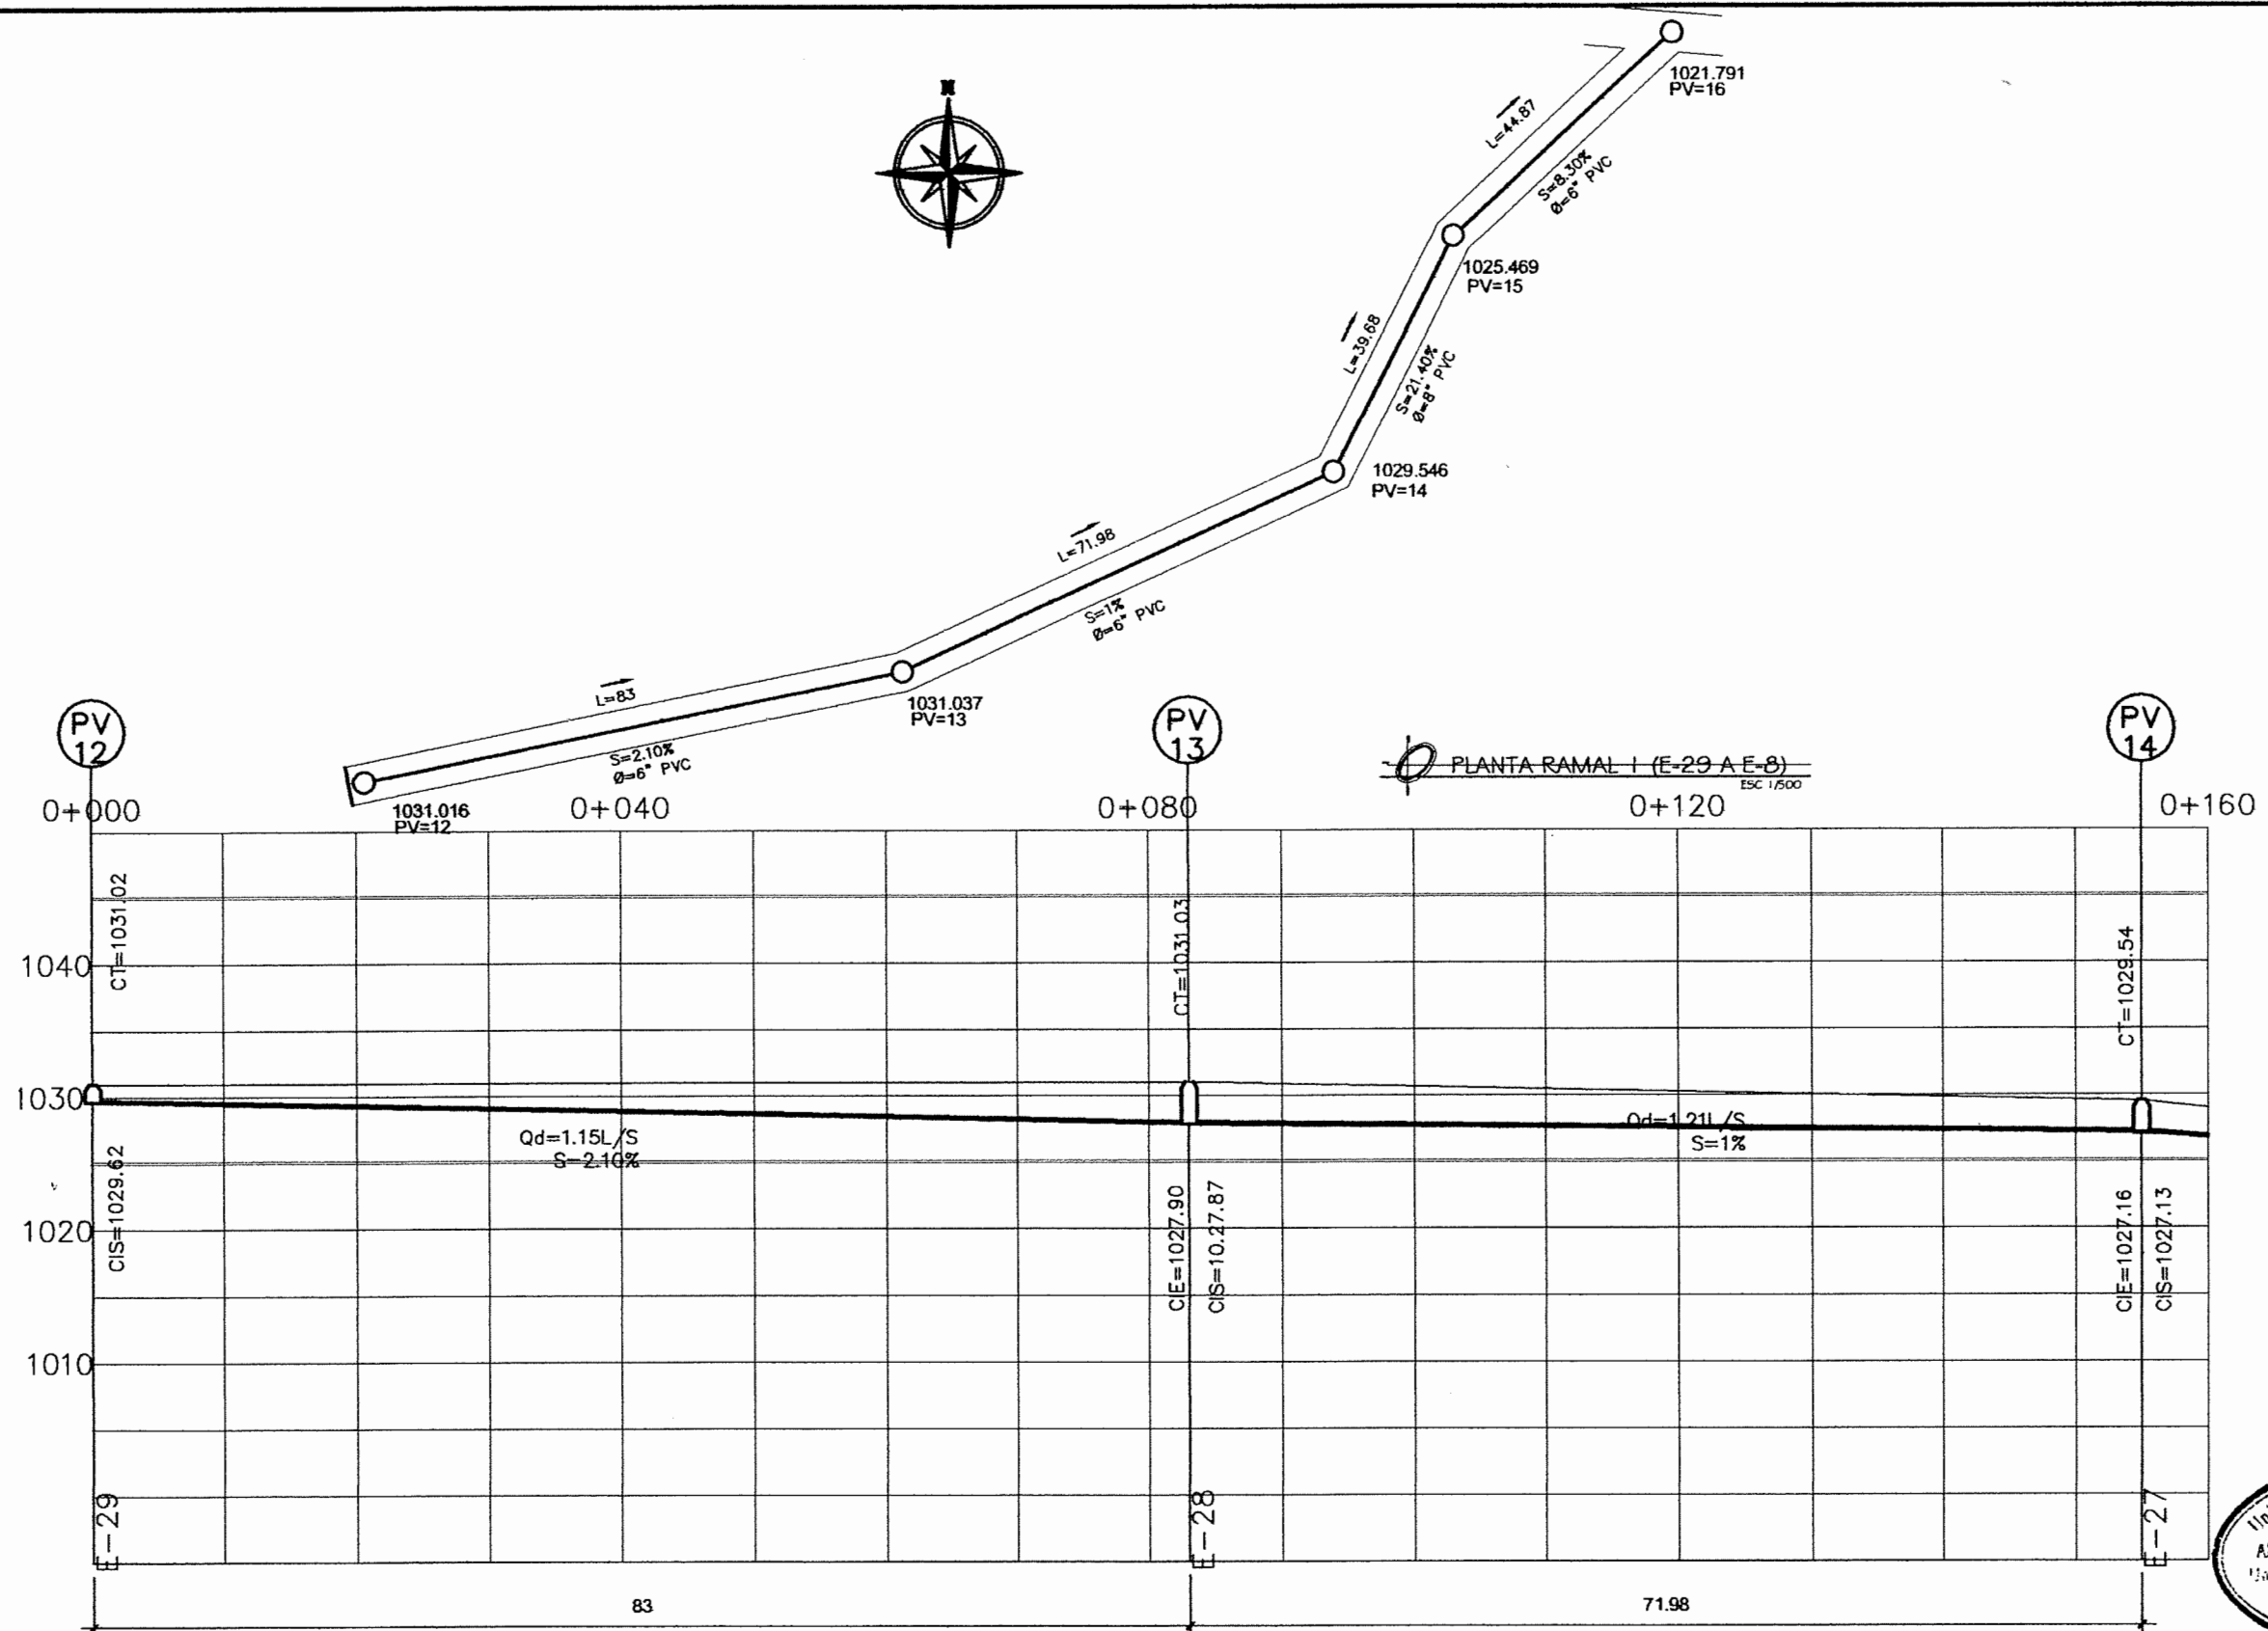 N
1021.791
PV=16
L=44.87
S=8.30%
Ø=6" PVC
1025.469
PV=15
L=39.68
S=21.40%
Ø=8" PVC
1029.546
PV=14
L=71.98
S=1%
Ø=6" PVC
1031.037
PV=13
L=83
S=2.10%
Ø=6" PVC
1031.016
PV=12
PV
12
PV
13
PV
14
PLANTA RAMAL I (E-29 A E-8)
ESC 1/500
0+000
0+040
0+080
0+120
0+160
CT=1031.02
CT=1031.03
CT=1029.54
1040
1030
1020
1010
Qd=1.15L/S
S=2.10%
Qd=1.21L/S
S=1%
CIS=1029.62
CIE=1027.90
CIS=10.27.87
CIE=1027.16
CIS=1027.13
E-29
E-28
E-27
83
71.98